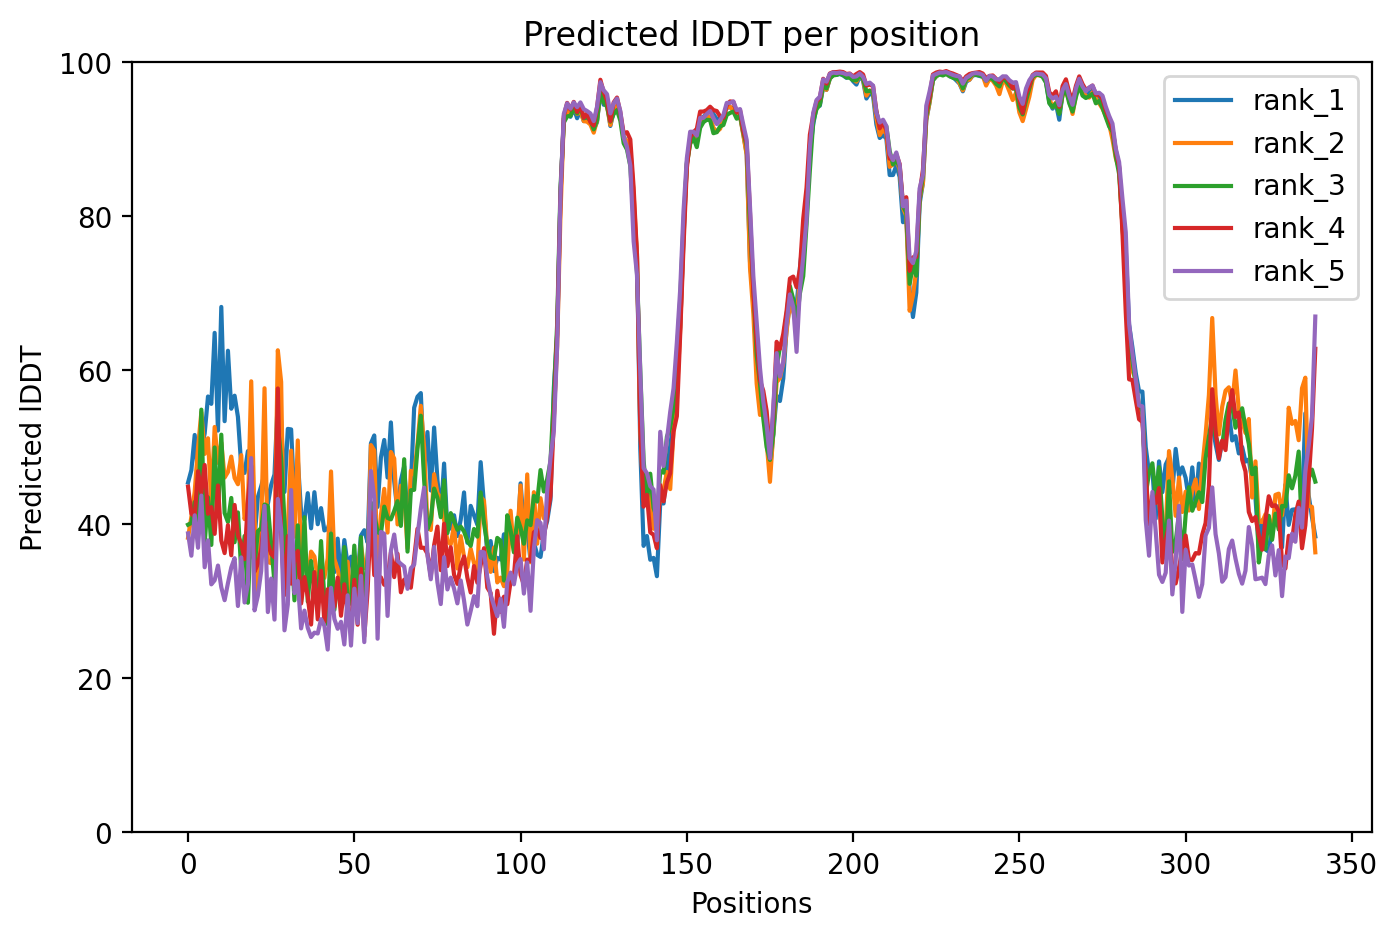 Predicted lDDT per position
100
80
60
40
20
0
Predicted lDDT
0 50 100 150 200 250 300 350
Positions
rank_1
rank_2
rank_3
rank_4
rank_5